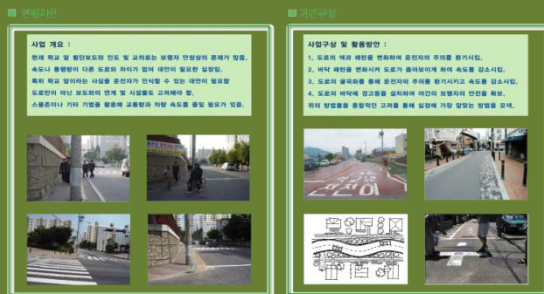 현황사진
기본구상
사업 개요 :
현재 학교 앞 횡단보도와 인도 및 교차로는 보행자 안정성의 문제가 많음.
속도나 통행량이 다른 도로와 차이가 없어 대안이 필요한 실정임.
특히 학교 앞이라는 사실을 운전자가 인식할 수 있는 대안이 필요함
도로만이 아닌 보도와의 연계 및 시설물도 고려해야 함.
스쿨존이나 기타 기법을 활용해 교통량과 차량 속도를 줄일 필요가 있음.
사업구상 및 활용방안 :
1, 도로의 색과 패턴을 변화하여 운전자의 주의를 환기시킴,
2, 바닥 패턴을 변화시켜 도로가 좁아보이게 하여 속도를 감소시킴,
3, 도로의 굴곡화를 통해 운전자의 주의를 환기시키고 속도를 감소시킴,
4, 도로의 바닥에 경고등을 설치하여 야간의 보행자의 안전을 확보,
위의 방법들을 종합적인 고려를 통해 실정에 가장 알맞는 방법을 모색,